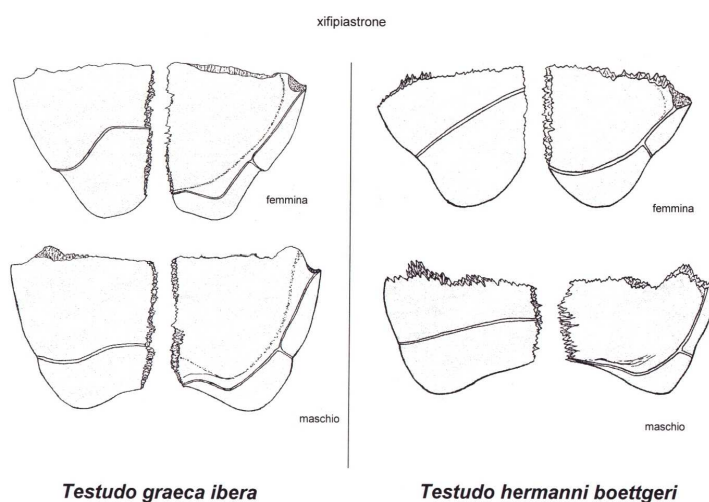 xifipiastrone
femmina
femmina
maschio
maschio
Testudo graeca ibera
Testudo hermanni boettgeri